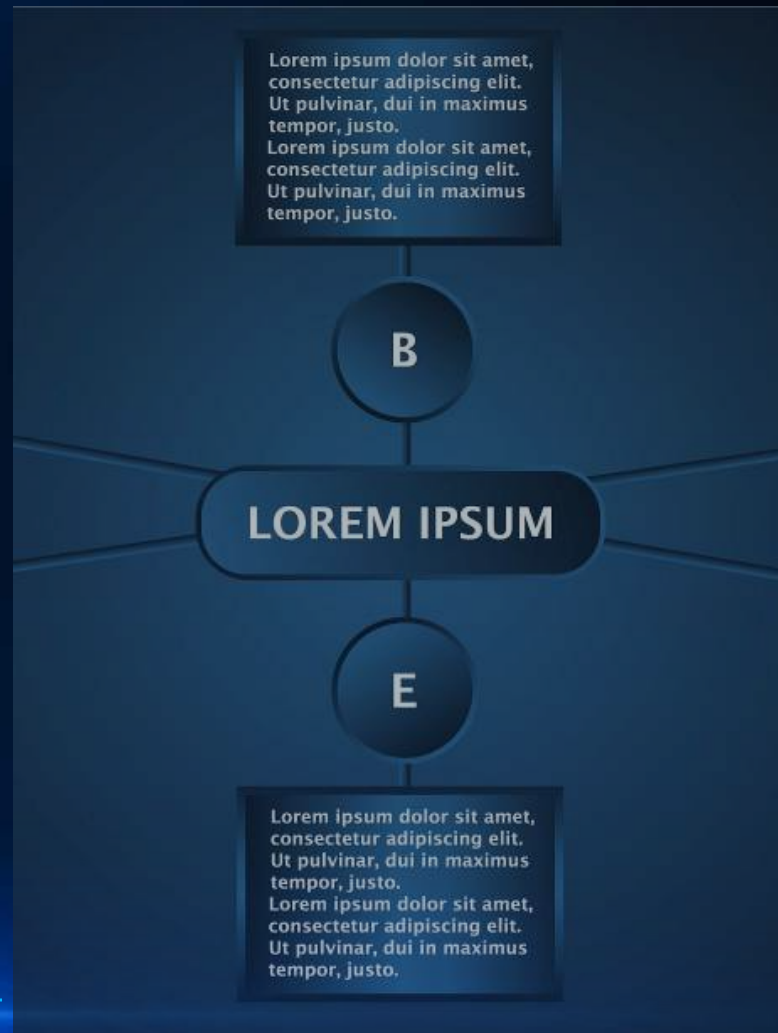 Lorem ipsum dolor sit amet,
consectetur adipiscing elit.
Ut pulvinar, dui in maximus
tempor, justo.
Lorem ipsum dolor sit amet,
consectetur adipiscing elit.
Ut pulvinar, dui in maximus
tempor, justo.
B
LOREM IPSUM
E
Lorem ipsum dolor sit amet,
consectetur adipiscing elit.
Ut pulvinar, dui in maximus
tempor, justo.
Lorem ipsum dolor sit amet,
consectetur adipiscing elit.
Ut pulvinar, dui in maximus
tempor, justo.